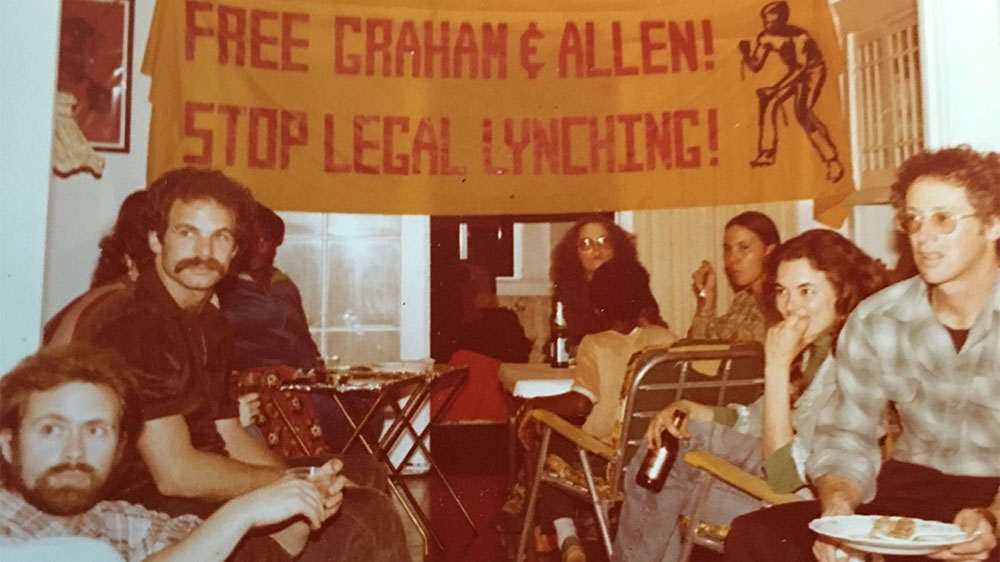 FREE GRAHAM & ALLEN!
STOP LEGAL LYNCHING!